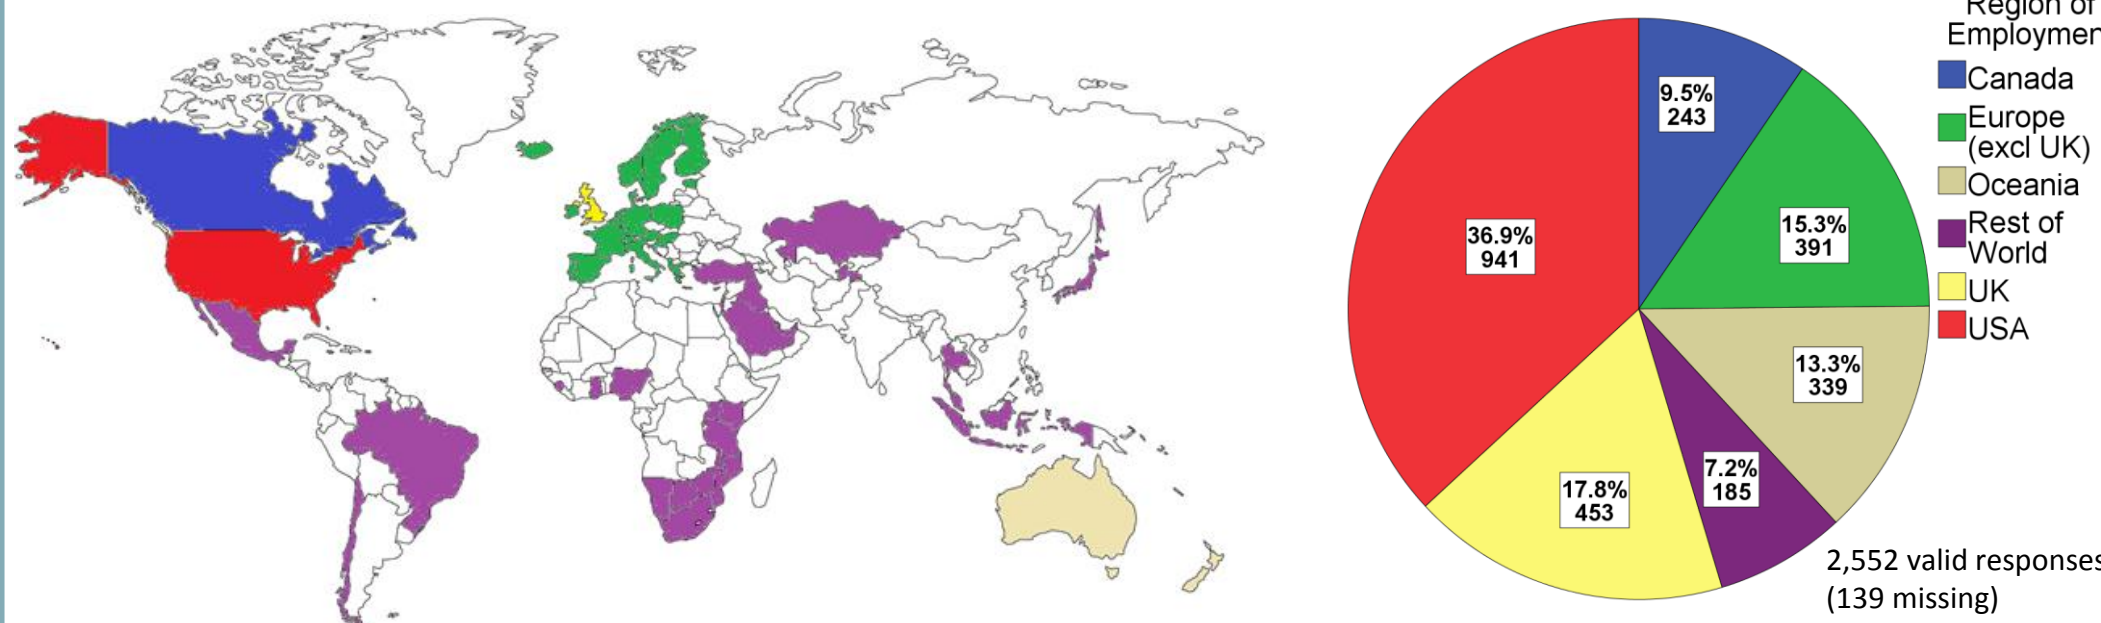 Region of
Employmen
Canada
Europe
(excl UK)
Oceania
Rest of
World
UK
USA
9.5%
243
15.3%
391
13.3%
339
7.2%
185
17.8%
453
36.9%
941
2,552 valid responses
(139 missing)